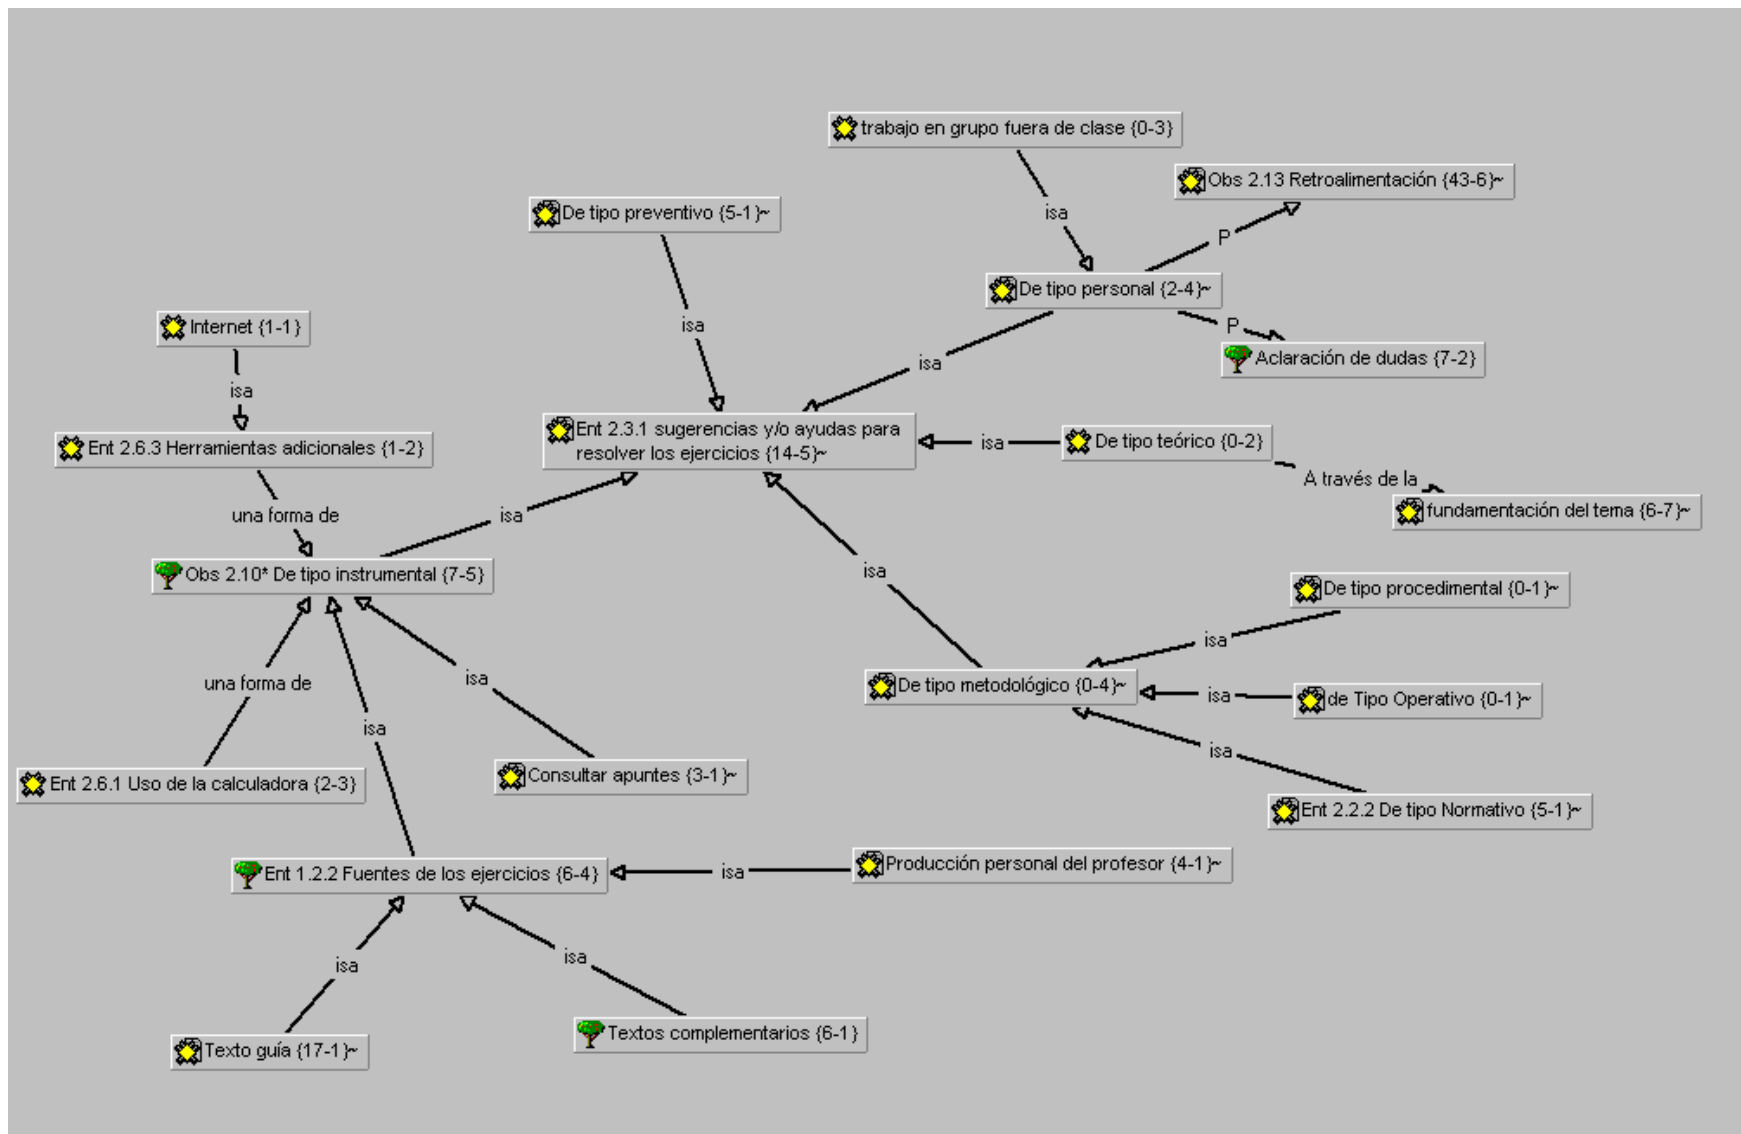 trabajo en grupo fuera de clase {0-3}
Obs 2.13 Retroalimentación {43-6}~
De tipo preventivo {5-1}~
isa
P
De tipo personal {2-4}~
Internet {1-1}
isa
P
Aclaración de dudas {7-2}
isa
isa
Ent 2.6.3 Herramientas adicionales {1-2}
Ent 2.3.1 sugerencias y/o ayudas para
resolver los ejercicios {14-5}~
isa
De tipo teórico {0-2}
A través de la
fundamentación del tema {6-7}~
una forma de
isa
Obs 2.10* De tipo instrumental {7-5}
isa
De tipo procedimental {0-1}~
isa
una forma de
isa
De tipo metodológico {0-4}~
isa
de Tipo Operativo {0-1}~
isa
isa
Ent 2.6.1 Uso de la calculadora {2-3}
Consultar apuntes {3-1}~
Ent 2.2.2 De tipo Normativo {5-1}~
Ent 1.2.2 Fuentes de los ejercicios {6-4}
isa
Producción personal del profesor {4-1}~
isa
isa
Texto guía {17-1}~
Textos complementarios {6-1}